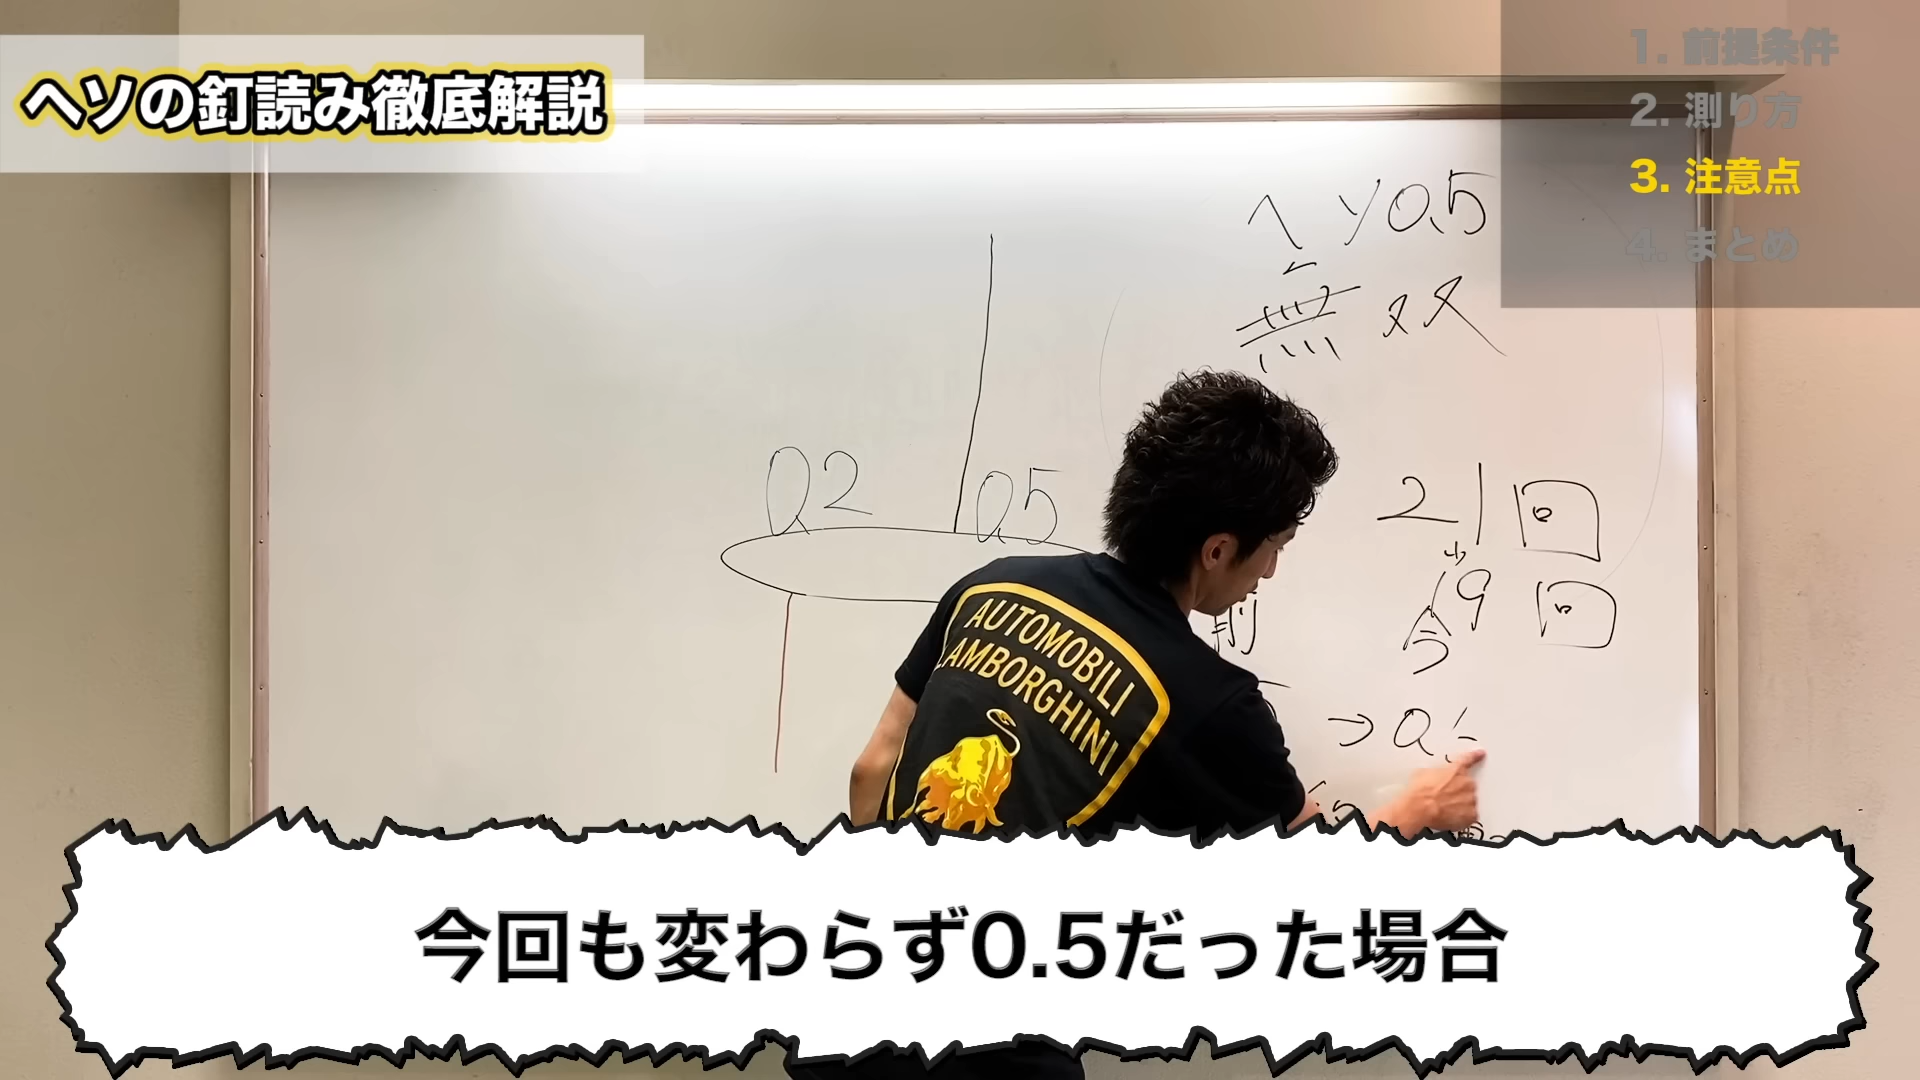 ヘソの釘読み徹底解説
1. 前提条件
2. 測り方
3. 注意点
4. まとめ
ヘソ0.5
無双
0.2
0.5
21回
19回
今
→0.5
AUTOMOBILI
LAMBORGHINI
今回も変わらず0.5だった場合